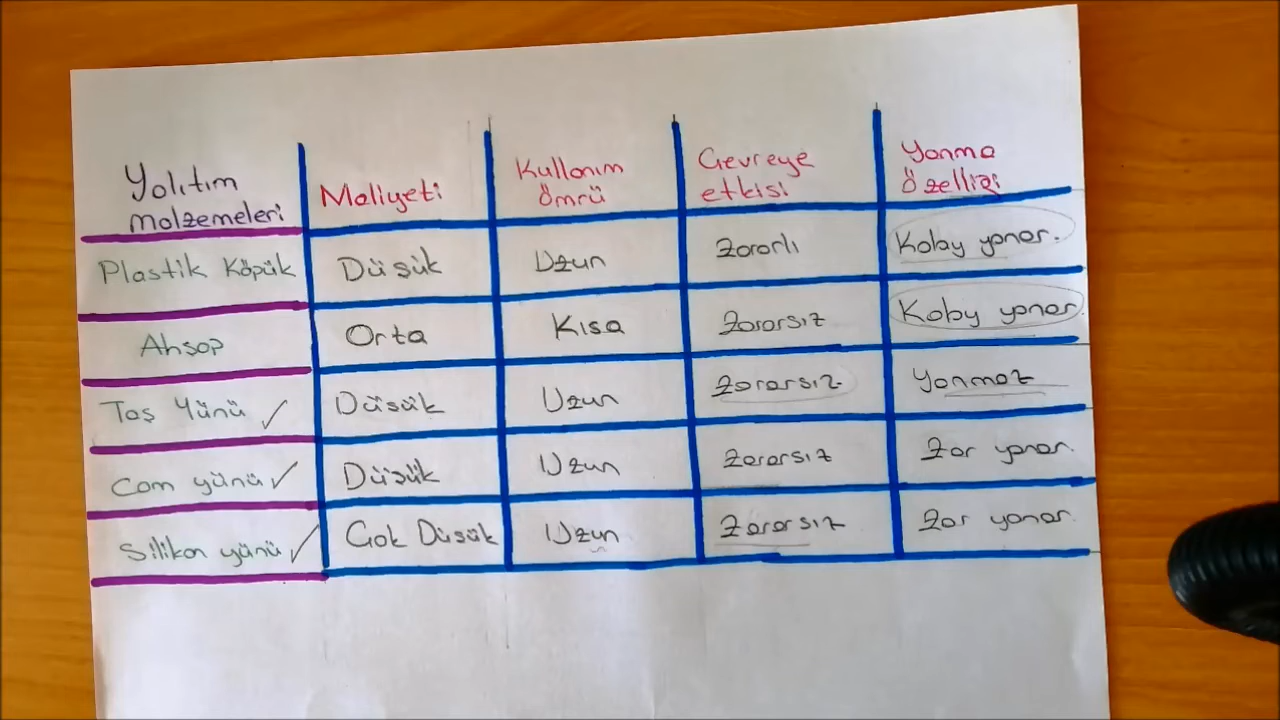 Yalıtım malzemeleri Maliyeti Kullanım ömrü Çevreye etkisi Yanma özelliği
Plastik Köpük Düşük Uzun Zararlı Kolay yanar.
Ahşap Orta Kısa Zararsız Kolay yanar.
Taş Yünü ✓ Düşük Uzun Zararsız Yanmaz
Cam yünü ✓ Düşük Uzun Zararsız Zor yanar.
Silikon yünü ✓ Çok Düşük Uzun Zararsız Zor yanar.